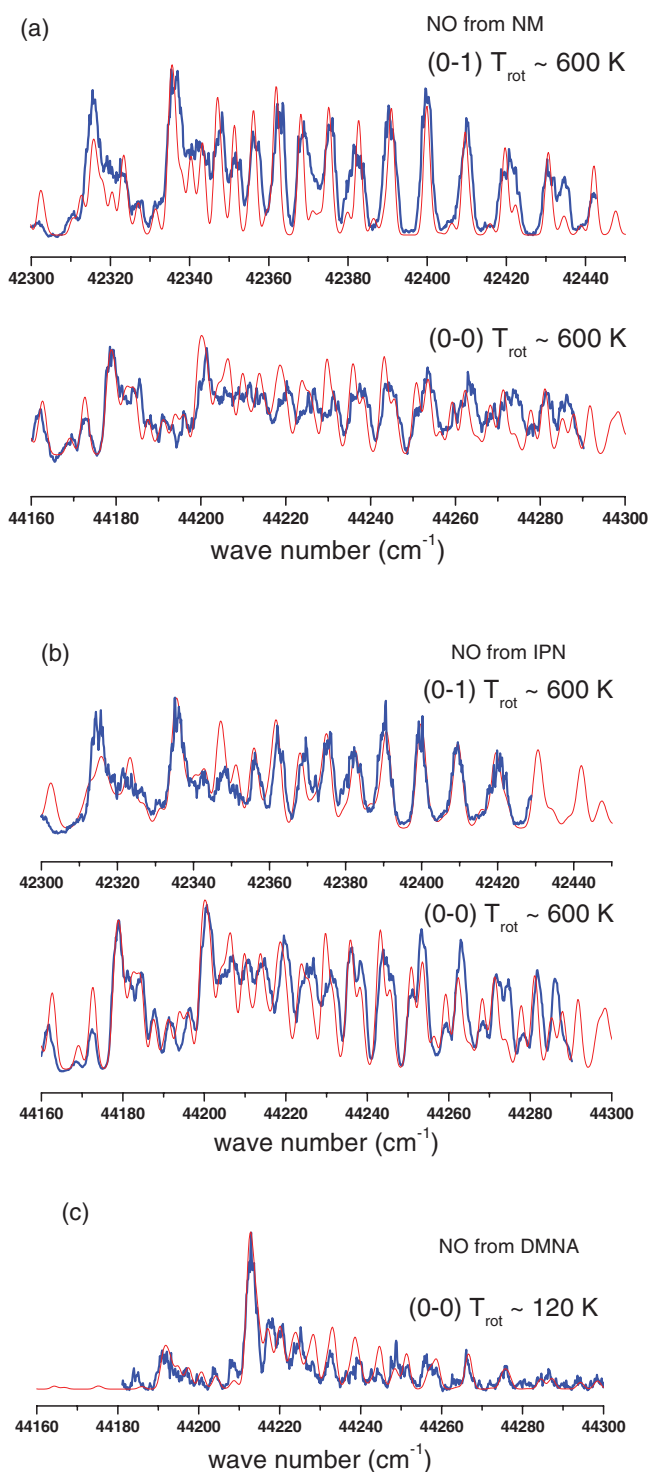 (a)
NO from NM
(0-1) T_rot ~ 600 K
42300 42320 42340 42360 42380 42400 42420 42440
(0-0) T_rot ~ 600 K
44160 44180 44200 44220 44240 44260 44280 44300
wave number (cm⁻¹)
(b)
NO from IPN
(0-1) T_rot ~ 600 K
42300 42320 42340 42360 42380 42400 42420 42440
(0-0) T_rot ~ 600 K
44160 44180 44200 44220 44240 44260 44280 44300
wave number (cm⁻¹)
(c)
NO from DMNA
(0-0) T_rot ~ 120 K
44160 44180 44200 44220 44240 44260 44280 44300
wave number (cm⁻¹)